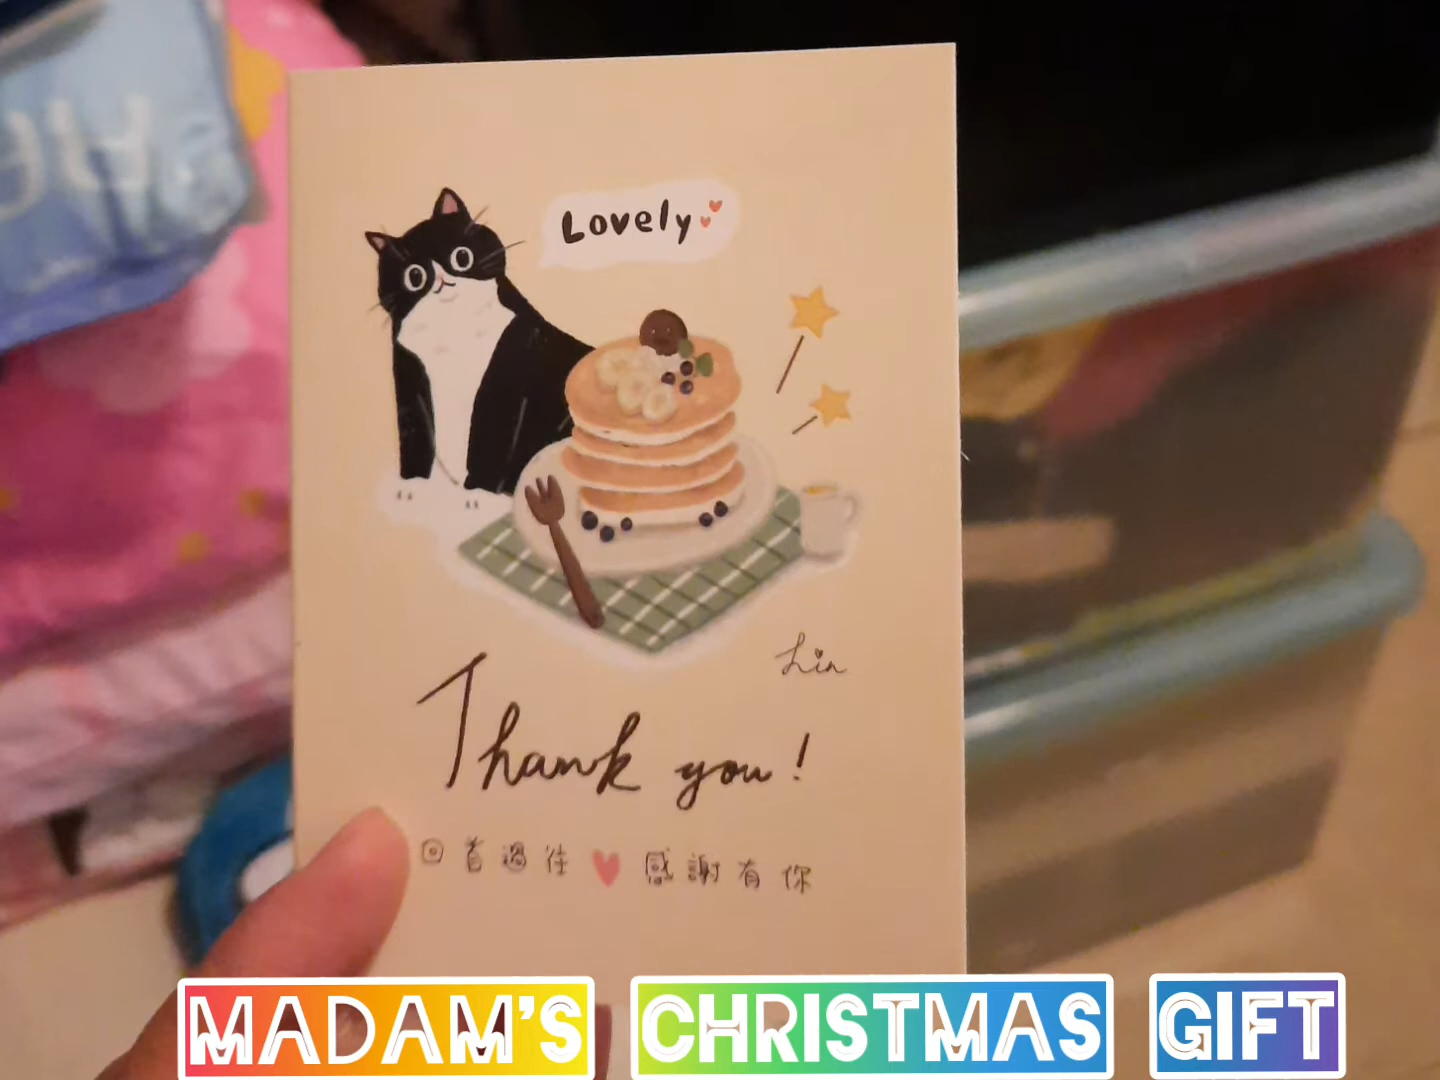 Lovely
Lin
Thank you!
回首過往 感謝有你
MADAM'S CHRISTMAS GIFT